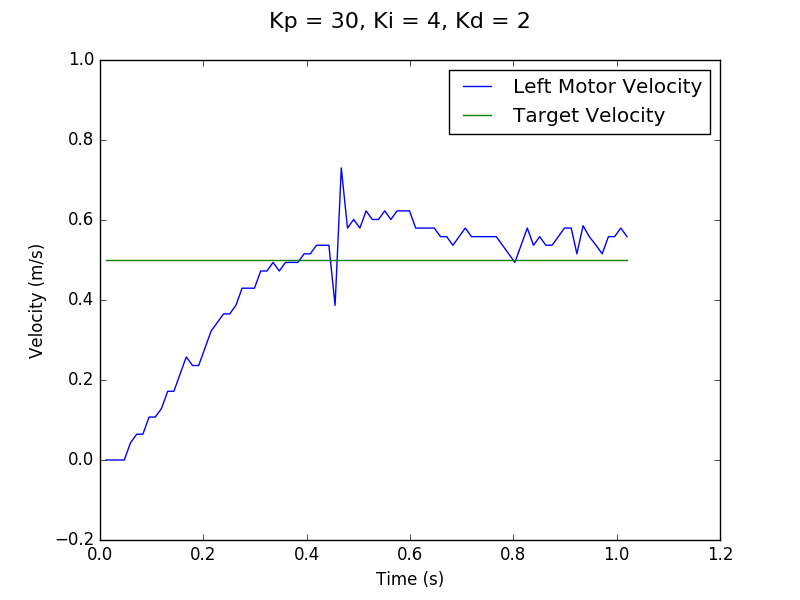 Kp = 30, Ki = 4, Kd = 2
Left Motor Velocity
Target Velocity
1.0
0.8
0.6
0.4
0.2
0.0
−0.2
Velocity (m/s)
0.0 0.2 0.4 0.6 0.8 1.0 1.2
Time (s)